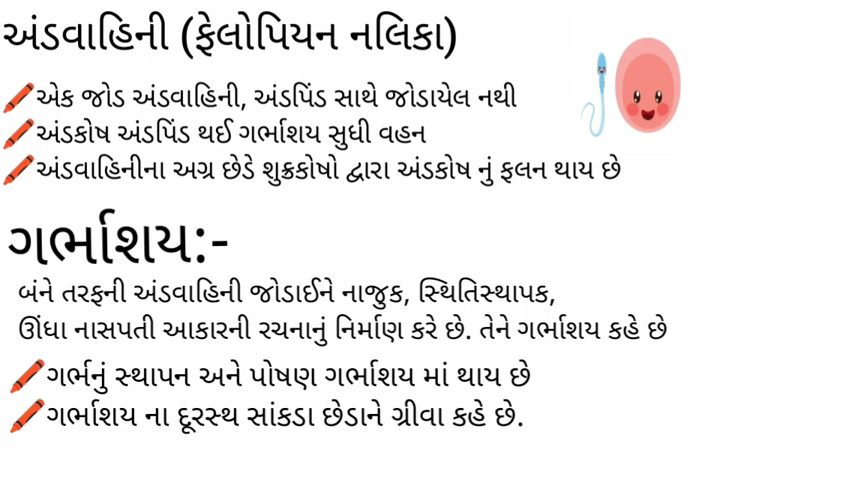 અંડવાહિની (ફેલોપિયન નલિકા)
એક જોડ અંડવાહિની, અંડપિંડ સાથે જોડાયેલ નથી
અંડકોષ અંડપિંડ થઈ ગર્ભાશય સુધી વહન
અંડવાહિનીના અગ્ર છેડે શુક્રકોષો દ્વારા અંડકોષ નું ફલન થાય છે
ગર્ભાશય:-
બંને તરફની અંડવાહિની જોડાઈને નાજુક, સ્થિતિસ્થાપક,
ઊંધા નાસપતી આકારની રચનાનું નિર્માણ કરે છે. તેને ગર્ભાશય કહે છે
ગર્ભનું સ્થાપન અને પોષણ ગર્ભાશય માં થાય છે
ગર્ભાશય ના દૂરસ્થ સાંકડા છેડાને ગ્રીવા કહે છે.